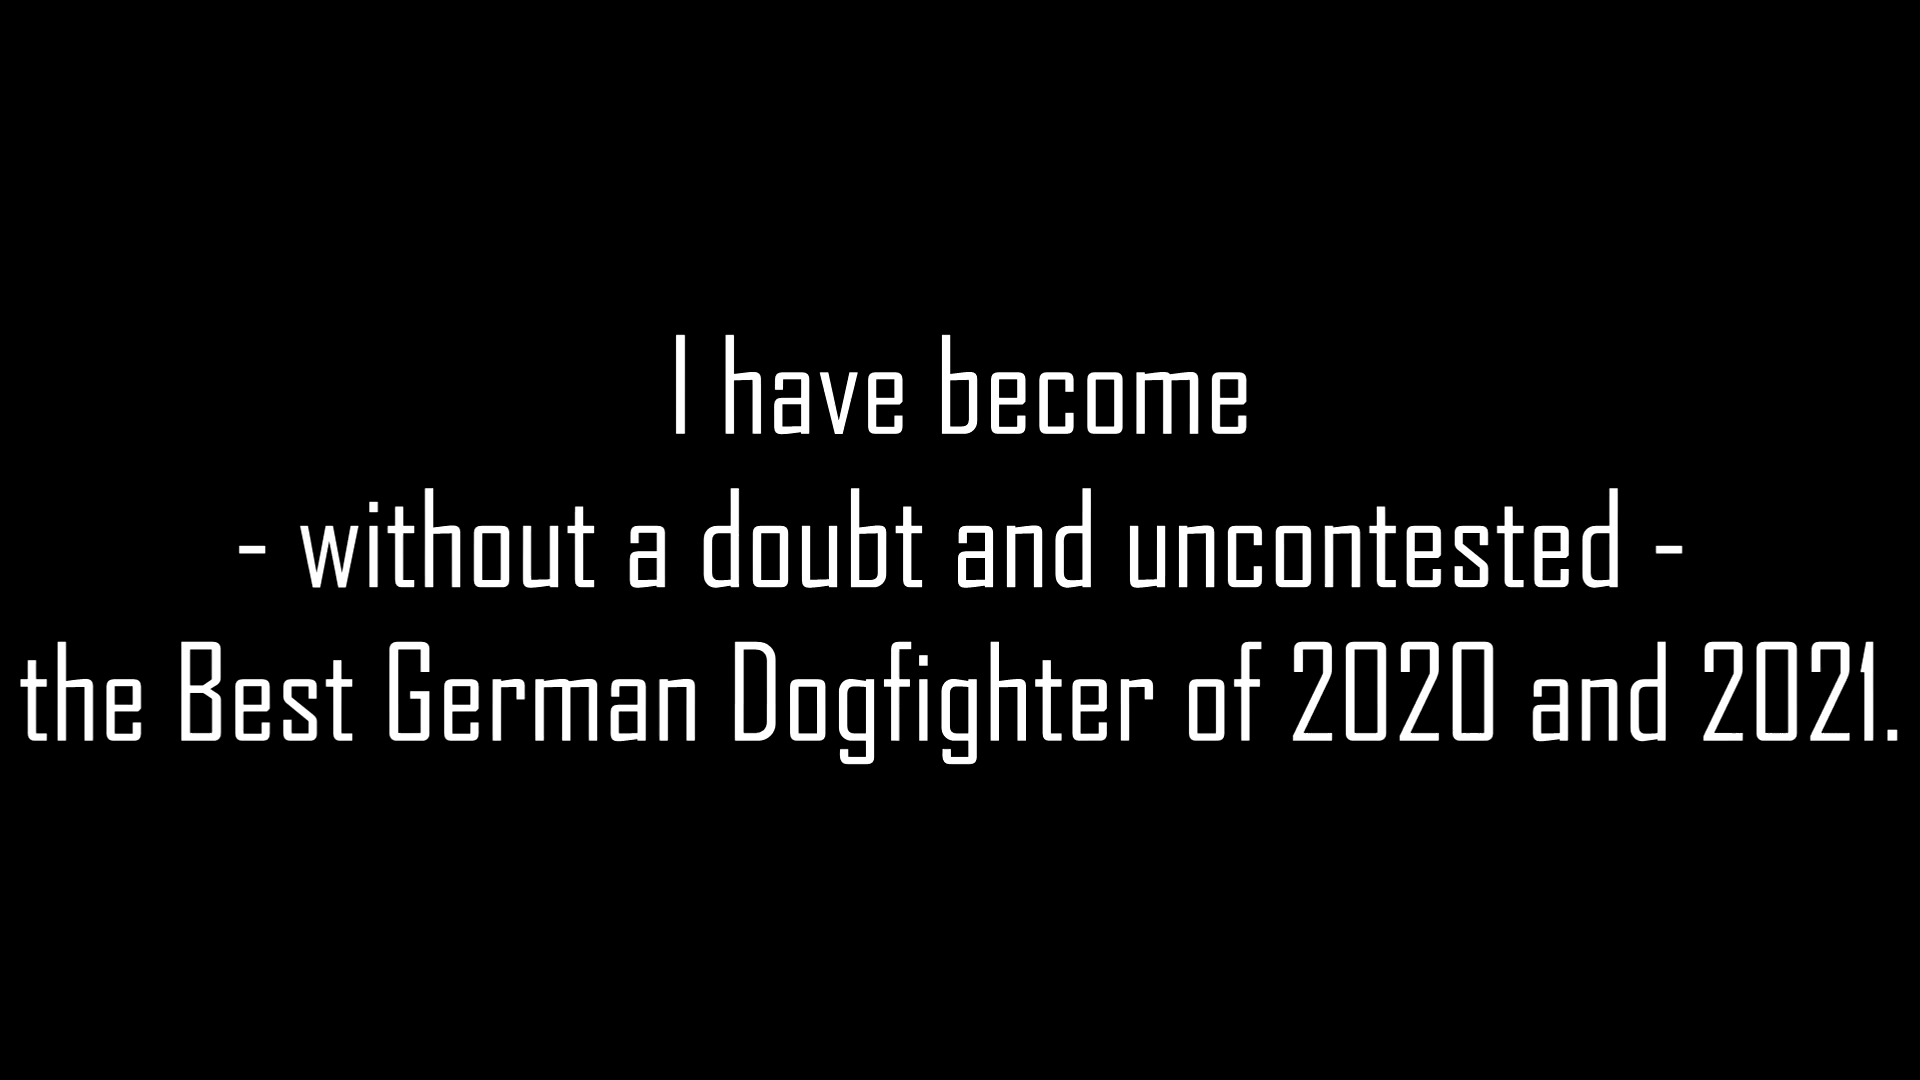 I have become
- without a doubt and uncontested -
the Best German Dogfighter of 2020 and 2021.